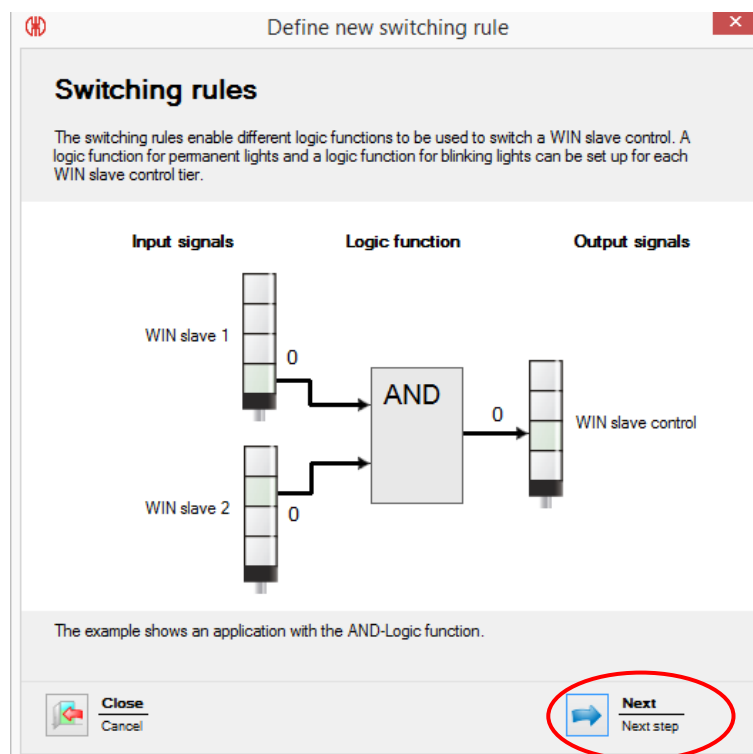 Define new switching rule
Switching rules
The switching rules enable different logic functions to be used to switch a WIN slave control. A
logic function for permanent lights and a logic function for blinking lights can be set up for each
WIN slave control tier.
Input signals
Logic function
Output signals
WIN slave 1
0
AND
0
WIN slave control
WIN slave 2
0
The example shows an application with the AND-Logic function.
Close
Cancel
Next
Next step